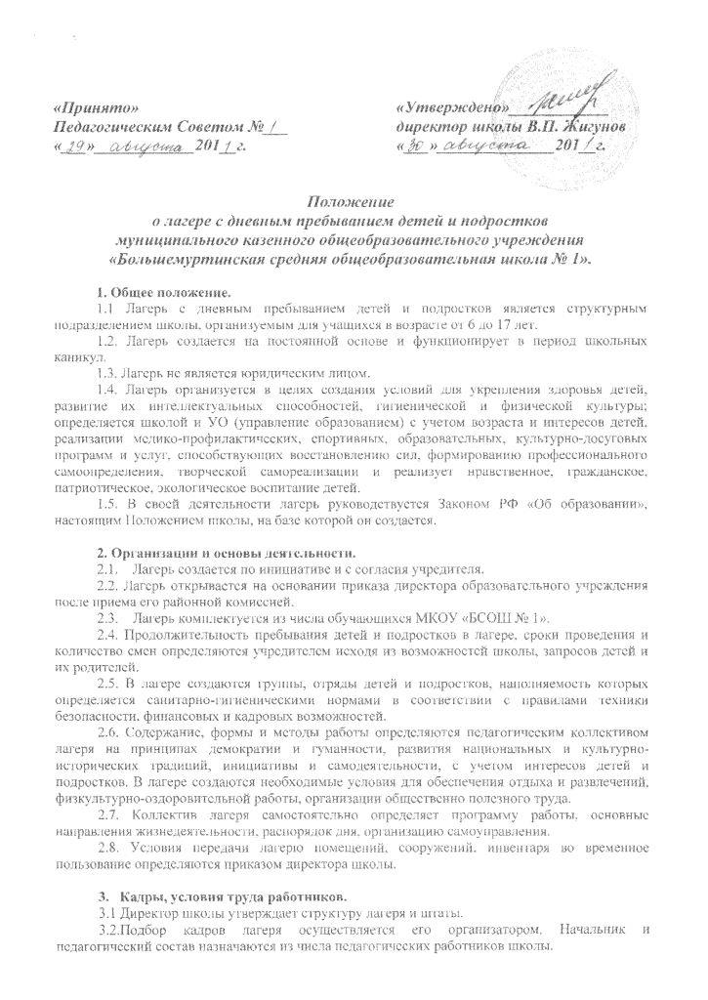 «Принято» «Утверждено»
Педагогическим Советом № 1 директор школы В.П. Жигунов
« 29 » августа 2011 г. « 30 » августа 2011 г.
Положение
о лагере с дневным пребыванием детей и подростков
муниципального казенного общеобразовательного учреждения
«Большемуртинская средняя общеобразовательная школа № 1».
1. Общее положение.
1.1 Лагерь с дневным пребыванием детей и подростков является структурным
подразделением школы, организуемым для учащихся в возрасте от 6 до 17 лет.
1.2. Лагерь создается на постоянной основе и функционирует в период школьных
каникул.
1.3. Лагерь не является юридическим лицом.
1.4. Лагерь организуется в целях создания условий для укрепления здоровья детей,
развитие их интеллектуальных способностей, гигиенической и физической культуры;
определяется школой и УО (управление образованием) с учетом возраста и интересов детей,
реализации медико-профилактических, спортивных, образовательных, культурно-досуговых
программ и услуг, способствующих восстановлению сил, формированию профессионального
самоопределения, творческой самореализации и реализует нравственное, гражданское,
патриотическое, экологическое воспитание детей.
1.5. В своей деятельности лагерь руководствуется Законом РФ «Об образовании»,
настоящим Положением школы, на базе которой он создается.
2. Организации и основы деятельности.
2.1. Лагерь создается по инициативе и с согласия учредителя.
2.2. Лагерь открывается на основании приказа директора образовательного учреждения
после приема его районной комиссией.
2.3. Лагерь комплектуется из числа обучающихся МКОУ «БСОШ № 1».
2.4. Продолжительность пребывания детей и подростков в лагере, сроки проведения и
количество смен определяются учредителем исходя из возможностей школы, запросов детей и
их родителей.
2.5. В лагере создаются группы, отряды детей и подростков, наполняемость которых
определяется санитарно-гигиеническими нормами в соответствии с правилами техники
безопасности, финансовых и кадровых возможностей.
2.6. Содержание, формы и методы работы определяются педагогическим коллективом
лагеря на принципах демократии и гуманности, развития национальных и культурно-
исторических традиций, инициативы и самодеятельности, с учетом интересов детей и
подростков. В лагере создаются необходимые условия для обеспечения отдыха и развлечений,
физкультурно-оздоровительной работы, организации общественно полезного труда.
2.7. Коллектив лагеря самостоятельно определяет программу работы, основные
направления жизнедеятельности, распорядок дня, организацию самоуправления.
2.8. Условия передачи лагерю помещений, сооружений, инвентаря во временное
пользование определяются приказом директора школы.
3. Кадры, условия труда работников.
3.1 Директор школы утверждает структуру лагеря и штаты.
3.2.Подбор кадров лагеря осуществляется его организатором. Начальник и
педагогический состав назначаются из числа педагогических работников школы.